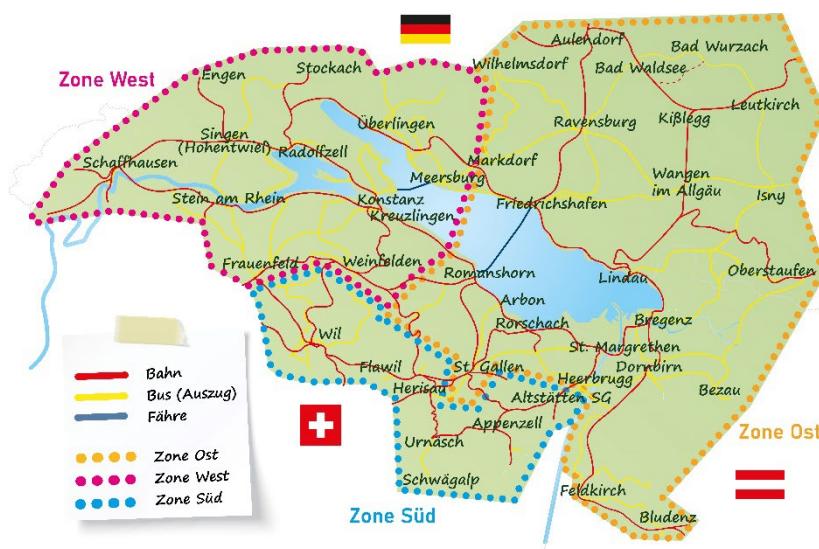 Zone West
Engen
Stockach
Wilhelmsdorf
Aulendorf
Bad Wurzach
Bad Waldsee
Leutkirch
Kißlegg
Überlingen
Ravensburg
Singen
(Hohentwiel)
Radolfzell
Schaffhausen
Markdorf
Meersburg
Wangen
im Allgäu
Isny
Stein am Rhein
Konstanz
Kreuzlingen
Friedrichshafen
Frauenfeld
Weinfelden
Romanshorn
Lindau
Oberstaufen
Arbon
Rorschach
Bregenz
Wil
St. Margrethen
Flawil
St. Gallen
Dornbirn
Heerbrugg
Herisau
Altstätten SG
Bezau
Appenzell
Urnäsch
Zone Ost
Schwägalp
Feldkirch
Zone Süd
Bludenz
Bahn
Bus (Auszug)
Fähre
Zone Ost
Zone West
Zone Süd